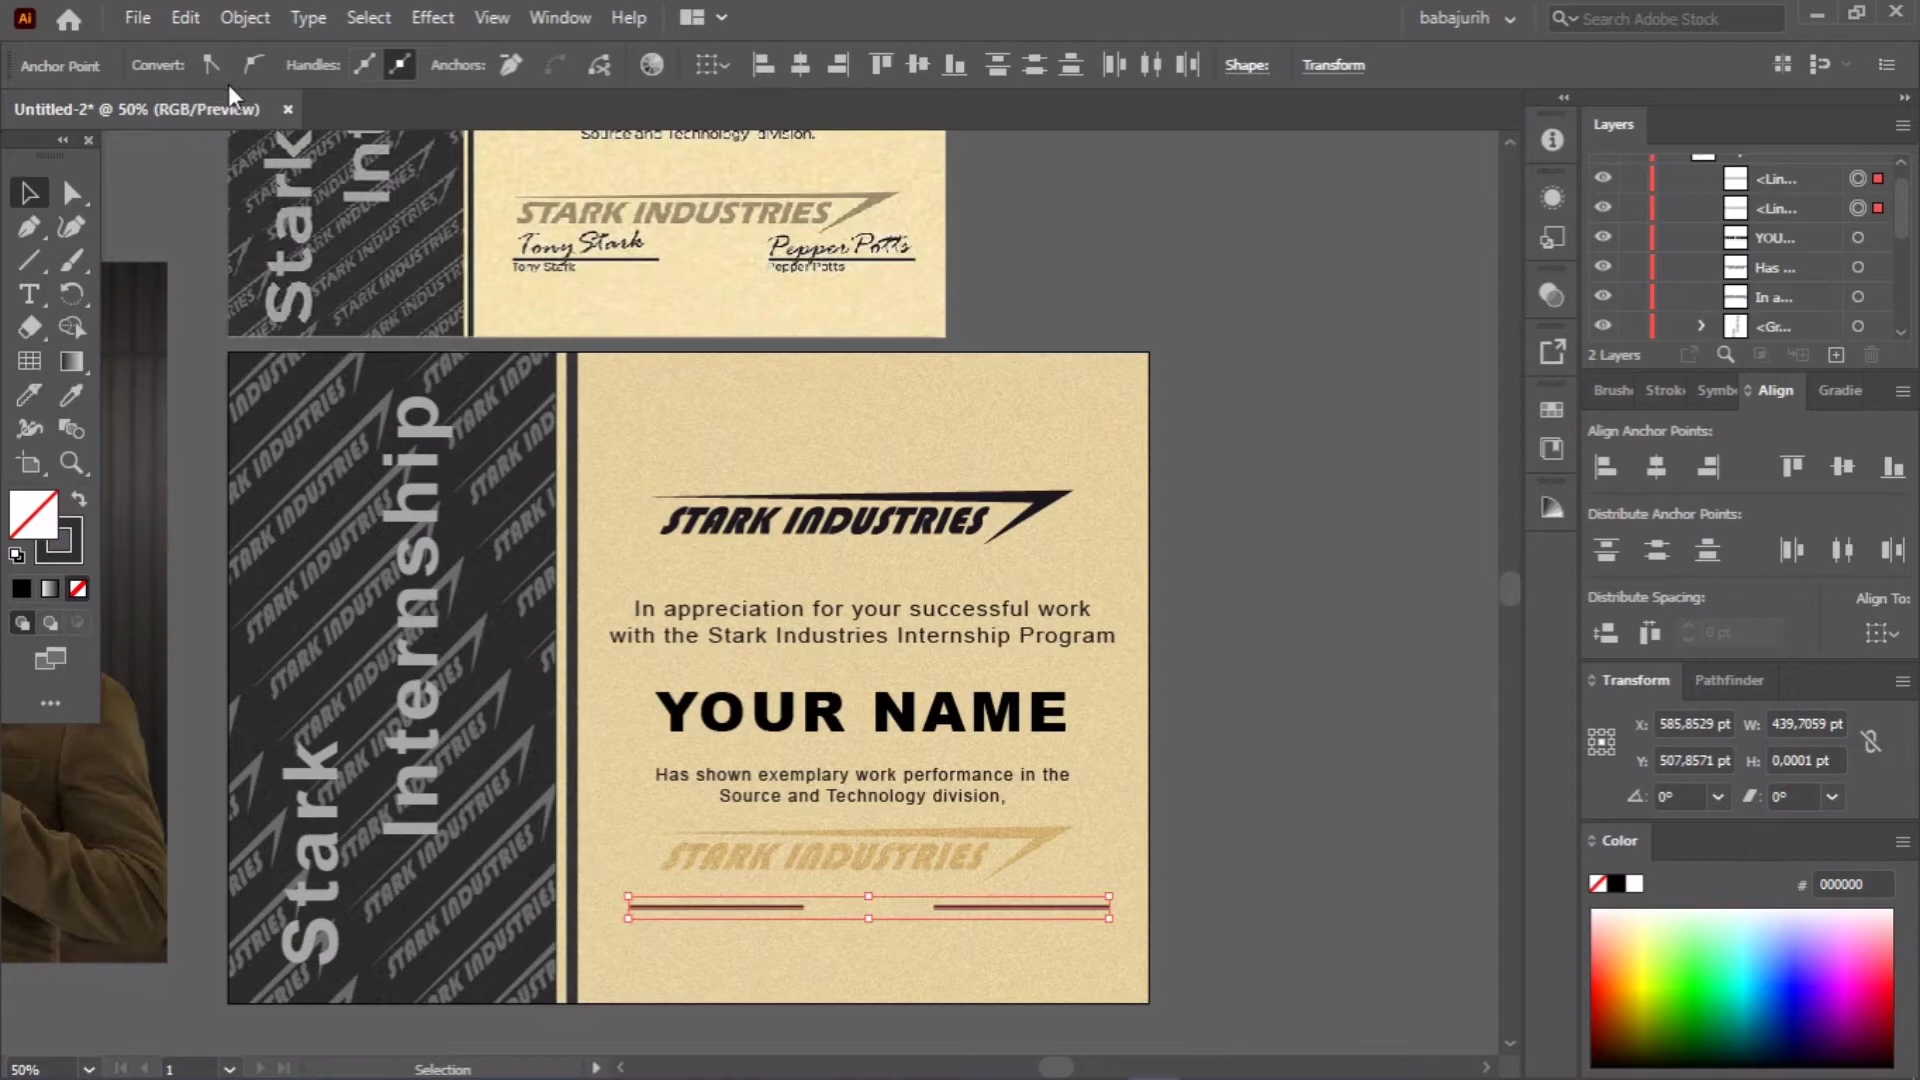 Ai File Edit Object Type Select Effect View Window Help
babajurih
Search Adobe Stock
Anchor Point Convert: Handles: Anchors: Shape: Transform
Untitled-2* @ 50% (RGB/Preview)
Source and Technology division.
STARK INDUSTRIES
Tony Stark
Pepper Potts
Tony Stark
Pepper Potts
Stark
Int
Stark
Internship
STARK INDUSTRIES
In appreciation for your successful work
with the Stark Industries Internship Program
YOUR NAME
Has shown exemplary work performance in the
Source and Technology division,
STARK INDUSTRIES
Layers
<Lin...
<Lin...
YOU...
Has ...
In a...
<Gr...
2 Layers
Brushe Strok Symb Align Gradie
Align Anchor Points:
Distribute Anchor Points:
Distribute Spacing:
Align To:
0 pt
Transform Pathfinder
X: 585,8529 pt W: 439,7059 pt
Y: 507,8571 pt H: 0,0001 pt
0° 0°
Color
# 000000
50%
1
Selection